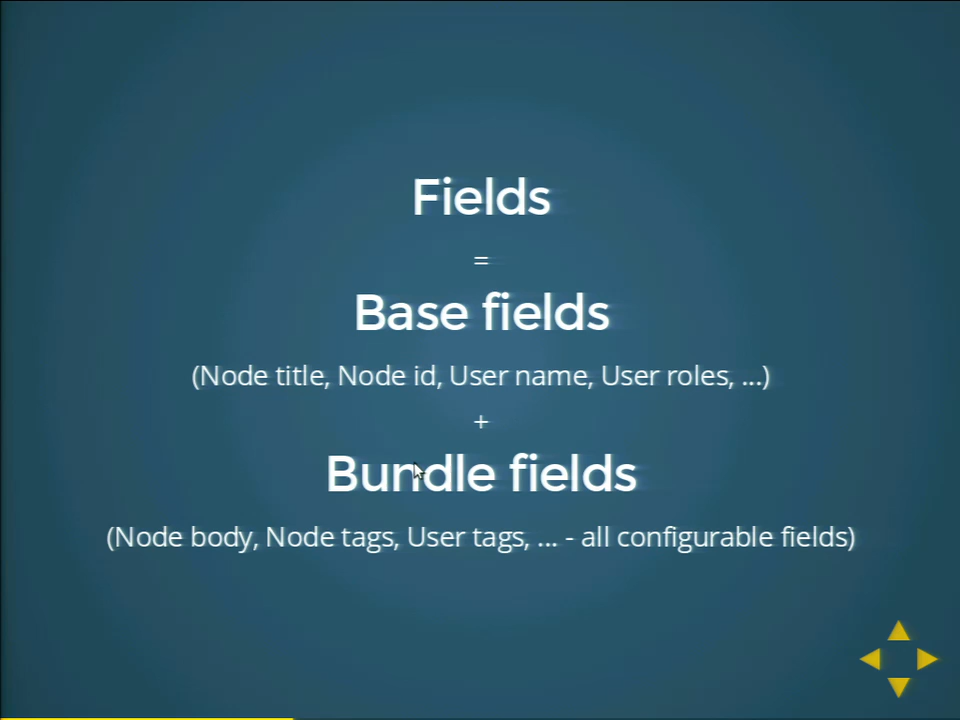 Fields
=
Base fields
(Node title, Node id, User name, User roles, ...)
+
Bundle fields
(Node body, Node tags, User tags, ... - all configurable fields)